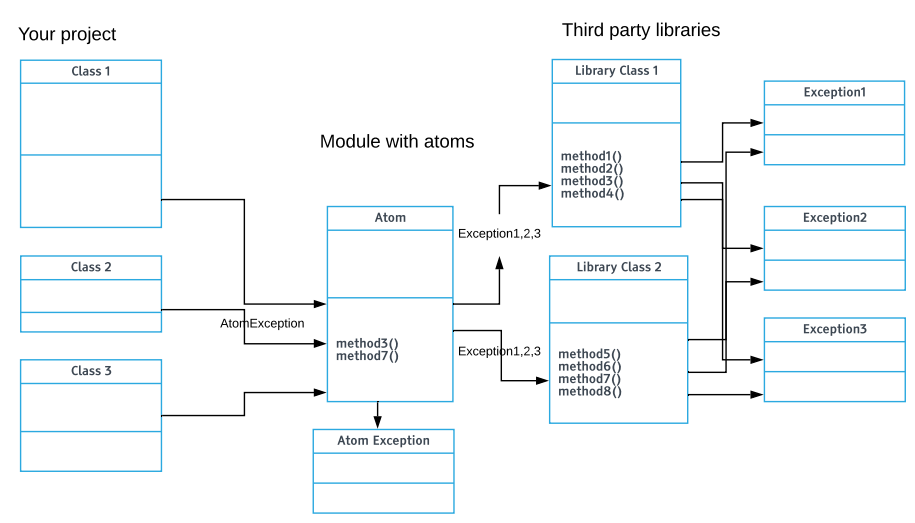 Your project
Class 1
Class 2
AtomException
Class 3
Module with atoms
Atom
method3()
method7()
Atom Exception
Exception1,2,3
Exception1,2,3
Third party libraries
Library Class 1
method1()
method2()
method3()
method4()
Library Class 2
method5()
method6()
method7()
method8()
Exception1
Exception2
Exception3